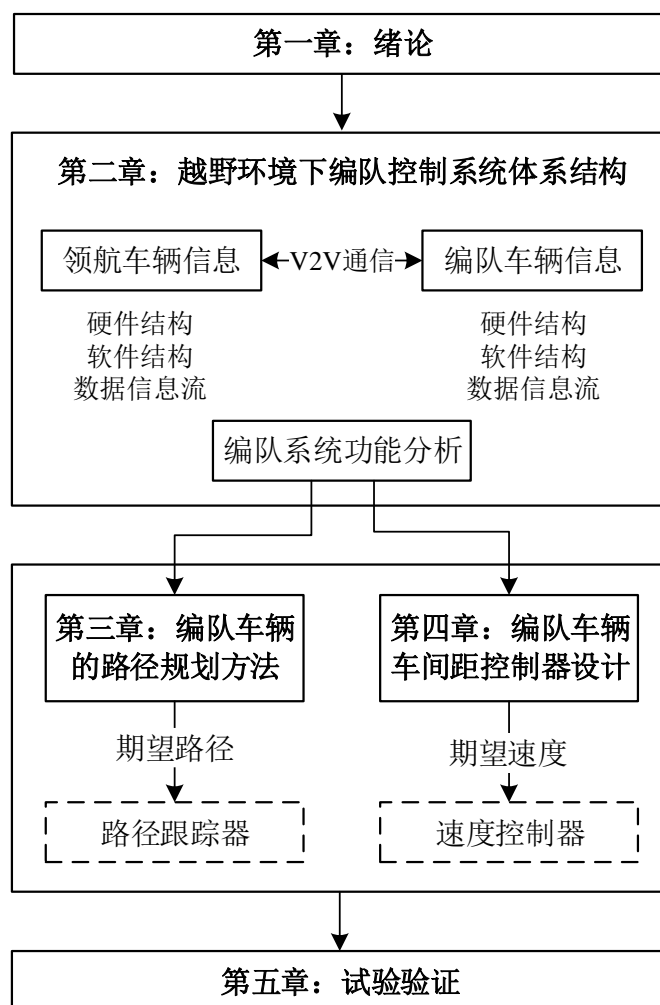 第一章：绪论
第二章：越野环境下编队控制系统体系结构
领航车辆信息
V2V通信
编队车辆信息
硬件结构
软件结构
数据信息流
硬件结构
软件结构
数据信息流
编队系统功能分析
第三章：编队车辆
的路径规划方法
第四章：编队车辆
车间距控制器设计
期望路径
期望速度
路径跟踪器
速度控制器
第五章：试验验证